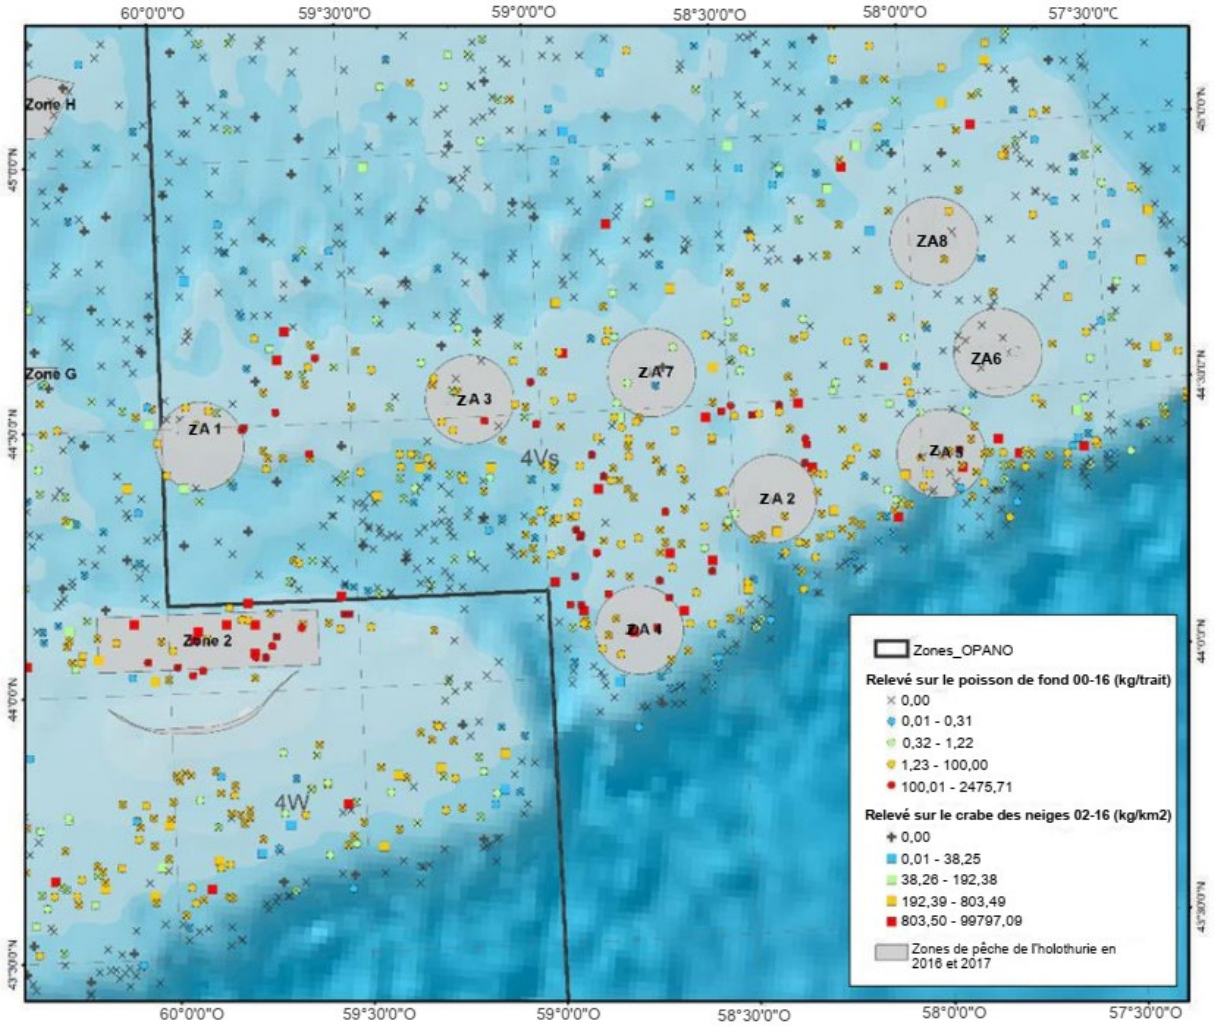 60°0'0"O 59°30'0"O 59°0'0"O 58°30'0"O 58°0'0"O 57°30'0"C
45°0'0"N
45°0'0"N
Zone H
ZA8
ZA6
ZA 7
44°30'0"N
Zone G
ZA 3
ZA 1
4Vs
44°30'0"N
ZA 5
ZA 2
44°0'0"N
ZA 4
Zone 2
44°0'0"N
4W
43°30'0"N
43°30'0"N
Zones_OPANO
Relevé sur le poisson de fond 00-16 (kg/trait)
0,00
0,01 - 0,31
0,32 - 1,22
1,23 - 100,00
100,01 - 2475,71
Relevé sur le crabe des neiges 02-16 (kg/km2)
0,00
0,01 - 38,25
38,26 - 192,38
192,39 - 803,49
803,50 - 99797,09
Zones de pêche de l'holothurie en
2016 et 2017
60°0'0"O 59°30'0"O 59°0'0"O 58°30'0"O 58°0'0"O 57°30'0"O